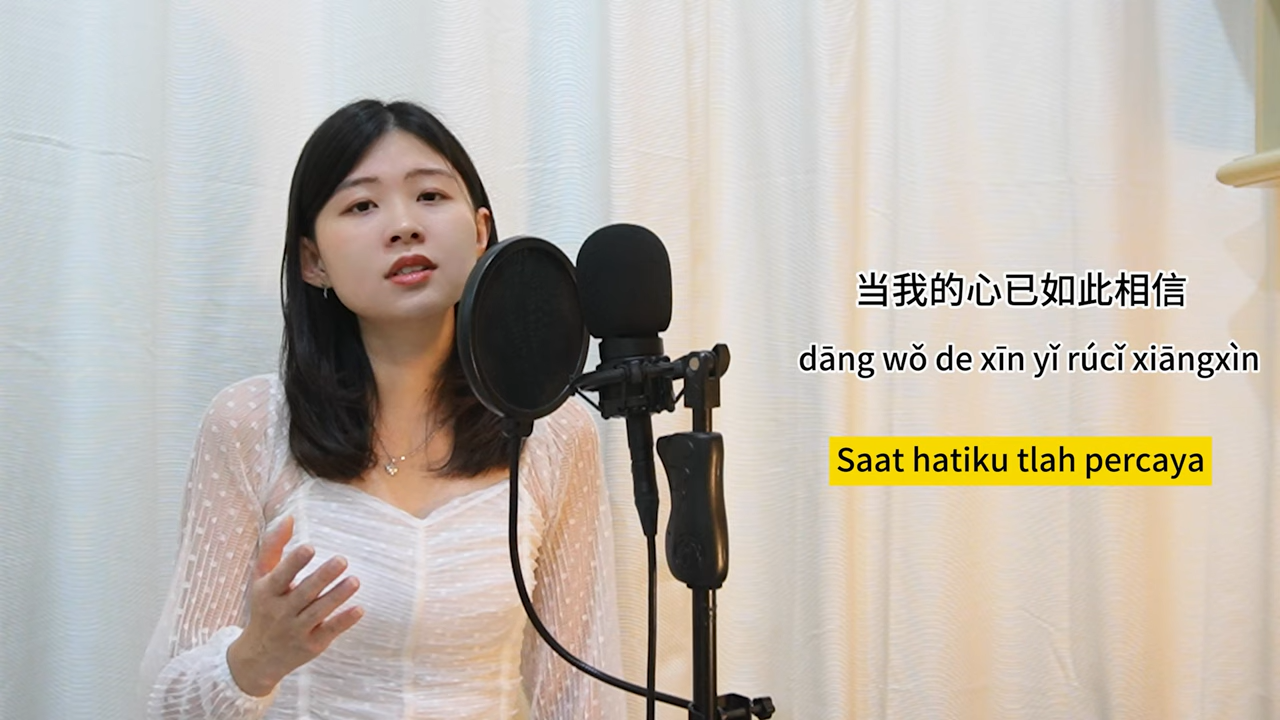 当我的心已如此相信
dāng wǒ de xīn yǐ rúcǐ xiāngxìn
Saat hatiku tlah percaya